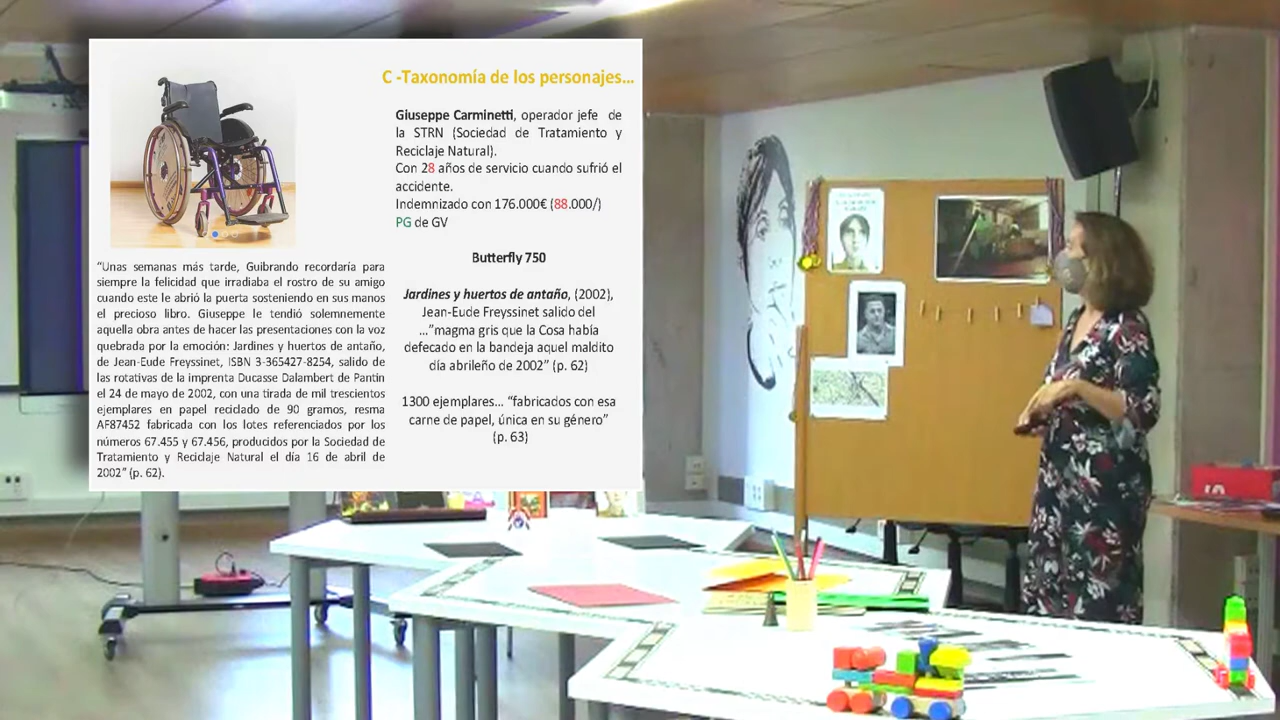 C -Taxonomía de los personajes...
Giuseppe Carminetti, operador jefe de
la STRN (Sociedad de Tratamiento y
Reciclaje Natural).
Con 28 años de servicio cuando sufrió el
accidente.
Indemnizado con 176.000€ (88.000/)
PG de GV
Butterfly 750
Jardines y huertos de antaño, (2002),
Jean-Eude Freyssinet salido del
..."magma gris que la Cosa había
defecado en la bandeja aquel maldito
día abrileño de 2002" (p. 62)
1300 ejemplares... "fabricados con esa
carne de papel, única en su género"
(p. 63)
"Unas semanas más tarde, Guibrando recordaría para
siempre la felicidad que irradiaba el rostro de su amigo
cuando este le abrió la puerta sosteniendo en sus manos
el precioso libro. Giuseppe le tendió solemnemente
aquella obra antes de hacer las presentaciones con la voz
quebrada por la emoción: Jardines y huertos de antaño,
de Jean-Eude Freyssinet, ISBN 3-365427-8254, salido de
las rotativas de la imprenta Ducasse Dalambert de Pantin
el 24 de mayo de 2002, con una tirada de mil trescientos
ejemplares en papel reciclado de 90 gramos, resma
AF87452 fabricada con los lotes referenciados por los
números 67.455 y 67.456, producidos por la Sociedad de
Tratamiento y Reciclaje Natural el día 16 de abril de
2002" (p. 62).